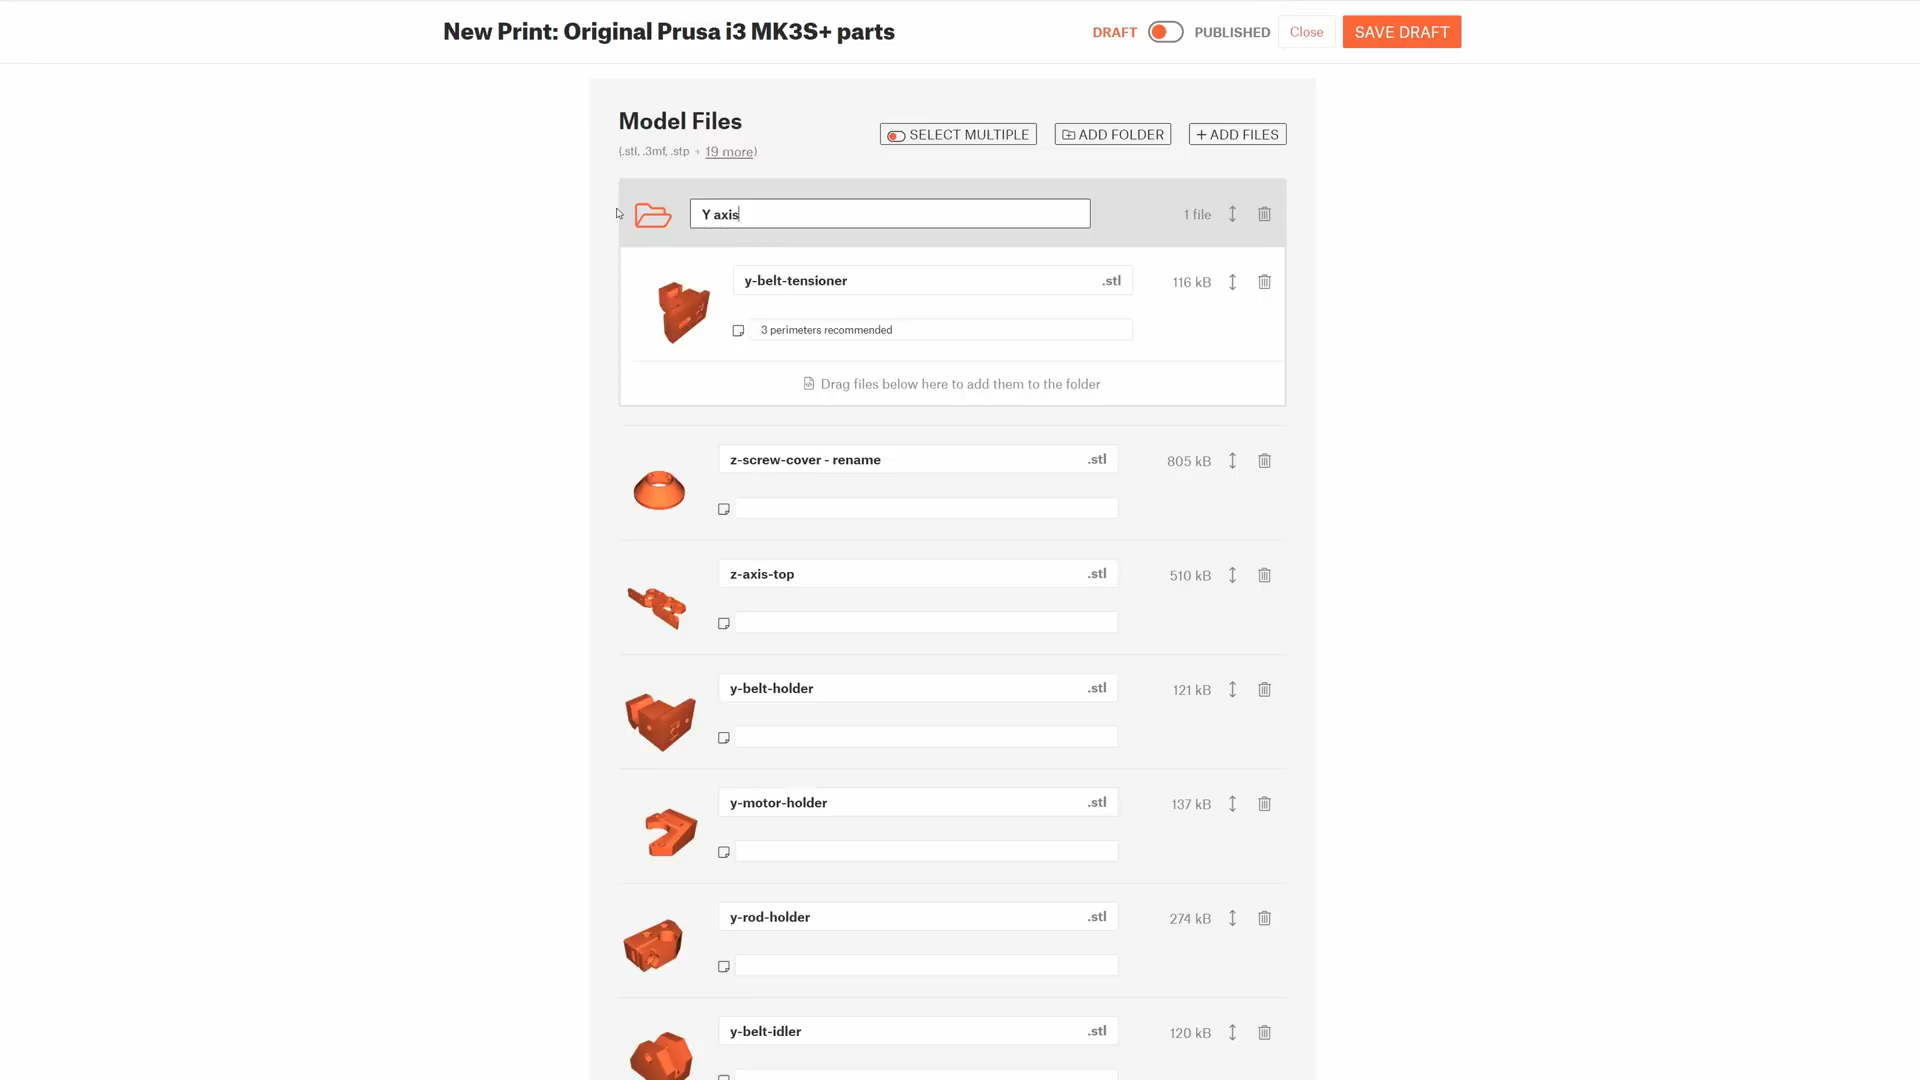 New Print: Original Prusa i3 MK3S+ parts
DRAFT PUBLISHED Close SAVE DRAFT
Model Files
(.stl, .3mf, .stp + 19 more)
SELECT MULTIPLE ADD FOLDER + ADD FILES
Y axis 1 file
y-belt-tensioner .stl 116 kB
3 perimeters recommended
Drag files below here to add them to the folder
z-screw-cover - rename .stl 805 kB
z-axis-top .stl 510 kB
y-belt-holder .stl 121 kB
y-motor-holder .stl 137 kB
y-rod-holder .stl 274 kB
y-belt-idler .stl 120 kB